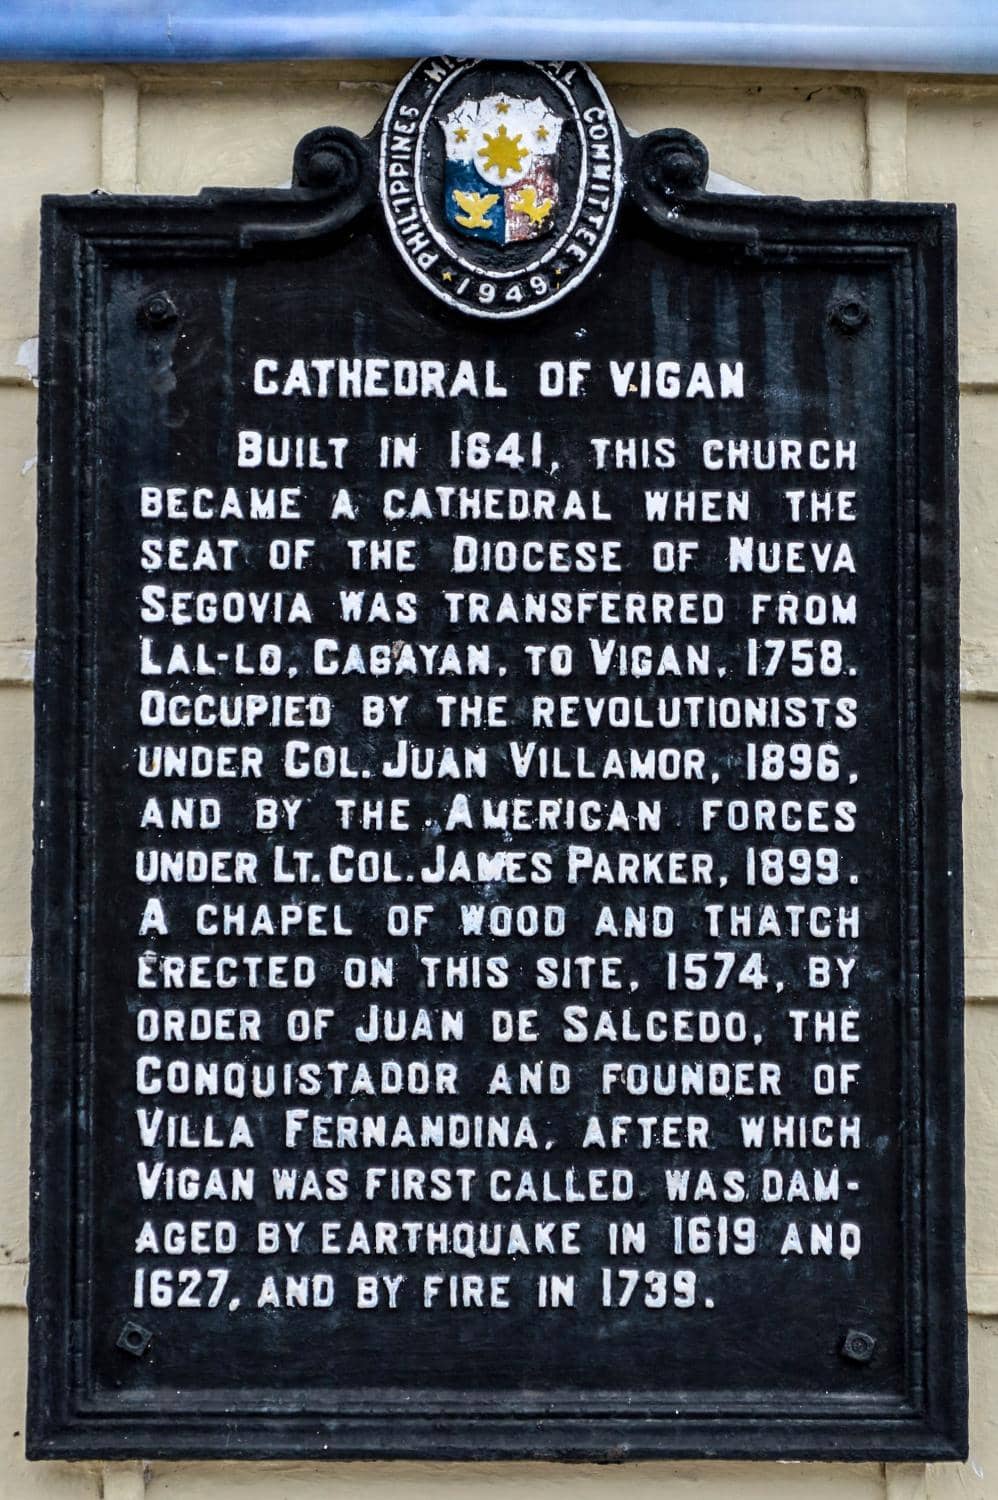 PHILIPPINES COMMITTEE
1949
CATHEDRAL OF VIGAN
BUILT IN 1641, THIS CHURCH
BECAME A CATHEDRAL WHEN THE
SEAT OF THE DIOCESE OF NUEVA
SEGOVIA WAS TRANSFERRED FROM
LAL-LO, CAGAYAN, TO VIGAN, 1758.
OCCUPIED BY THE REVOLUTIONISTS
UNDER COL. JUAN VILLAMOR, 1896,
AND BY THE AMERICAN FORCES
UNDER LT. COL. JAMES PARKER, 1899.
A CHAPEL OF WOOD AND THATCH
ERECTED ON THIS SITE, 1574, BY
ORDER OF JUAN DE SALCEDO, THE
CONQUISTADOR AND FOUNDER OF
VILLA FERNANDINA, AFTER WHICH
VIGAN WAS FIRST CALLED WAS DAM-
AGED BY EARTHQUAKE IN 1619 AND
1627, AND BY FIRE IN 1739.